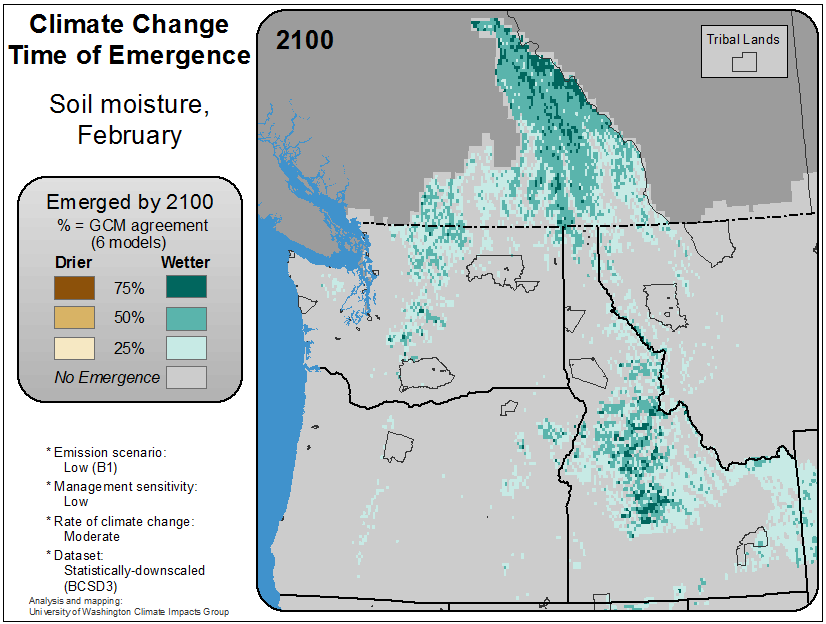 Climate Change
Time of Emergence
Soil moisture,
February
Emerged by 2100
% = GCM agreement
(6 models)
Drier
Wetter
75%
50%
25%
No Emergence
* Emission scenario:
Low (B1)
* Management sensitivity:
Low
* Rate of climate change:
Moderate
* Dataset:
Statistically-downscaled
(BCSD3)
Analysis and mapping:
University of Washington Climate Impacts Group
2100
Tribal Lands